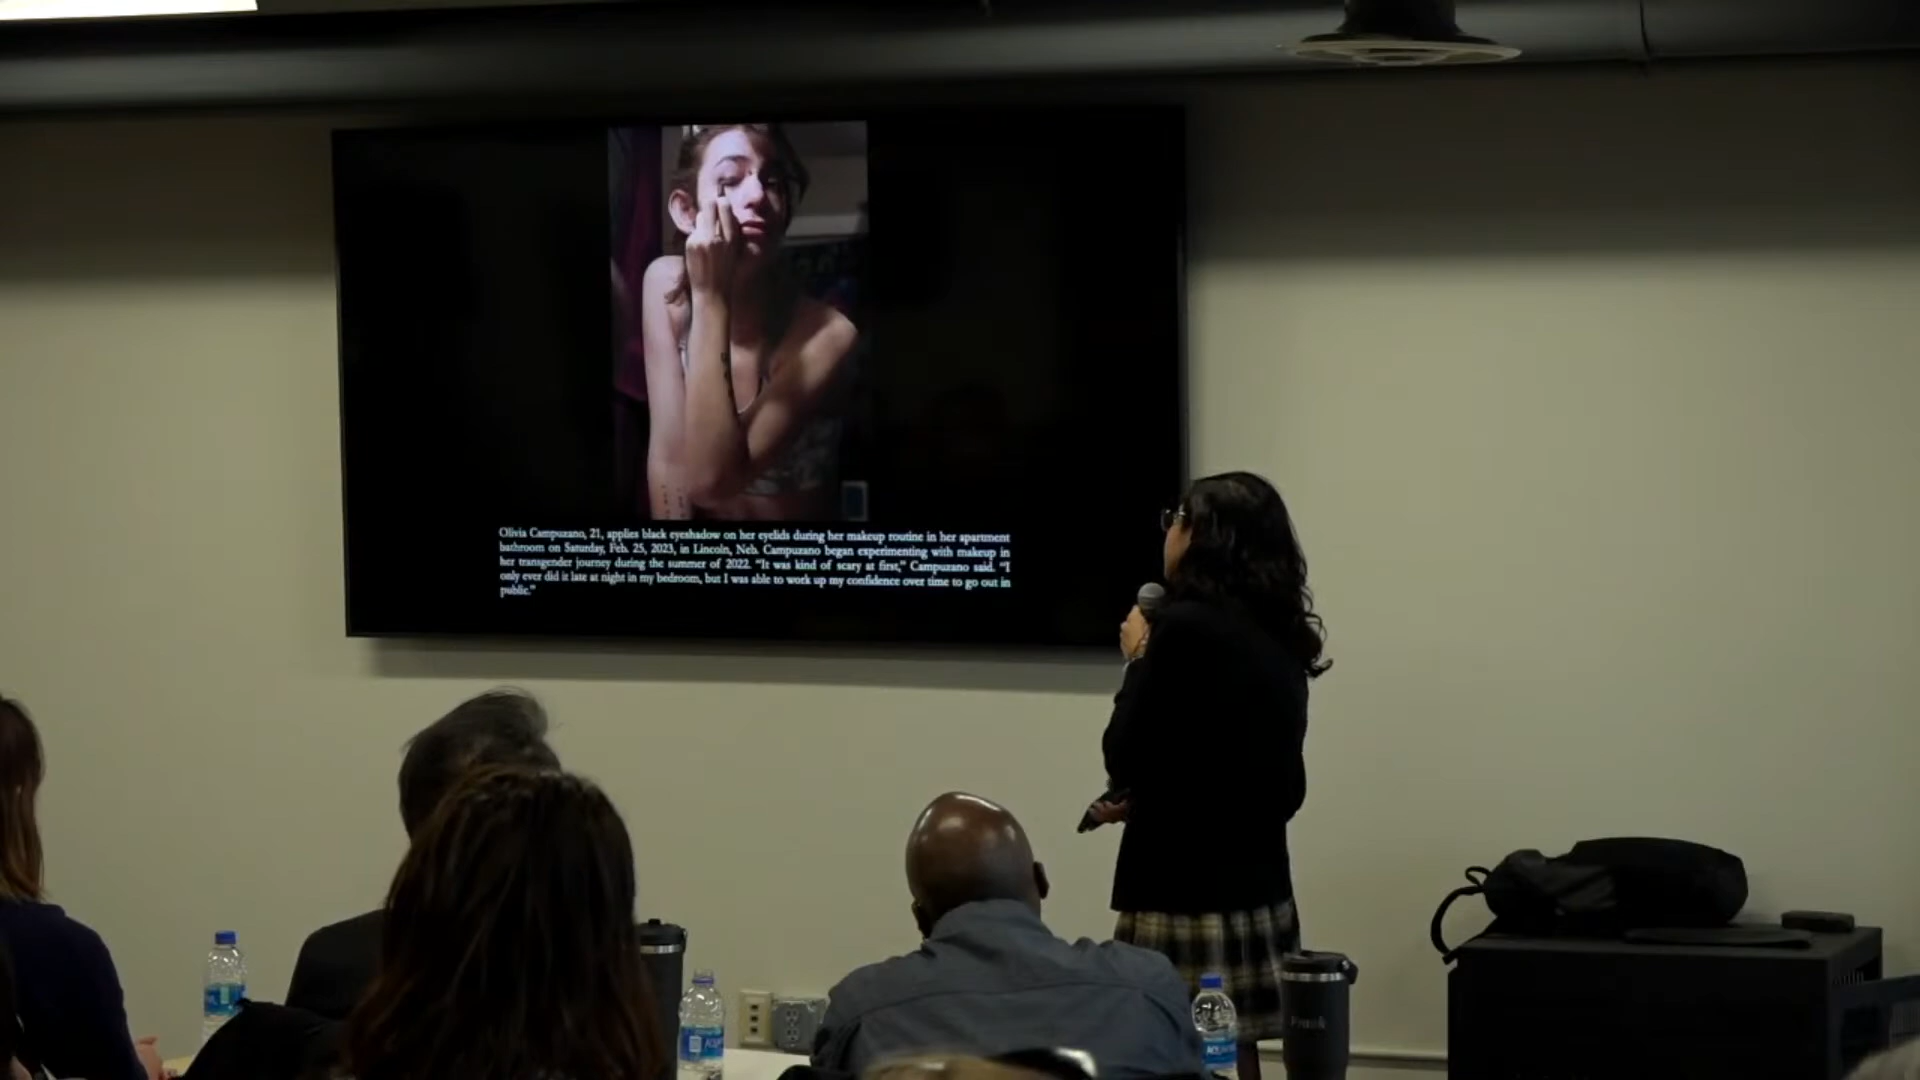 Olivia Campuzano, 21, applies black eyeshadow on her eyelids during her makeup routine in her apartment
bathroom on Saturday, Feb. 25, 2023, in Lincoln, Neb. Campuzano began experimenting with makeup in
her transgender journey during the summer of 2022. “It was kind of scary at first,” Campuzano said. “I
only ever did it late at night in my bedroom, but I was able to work up my confidence over time to go out in
public.”
Frank